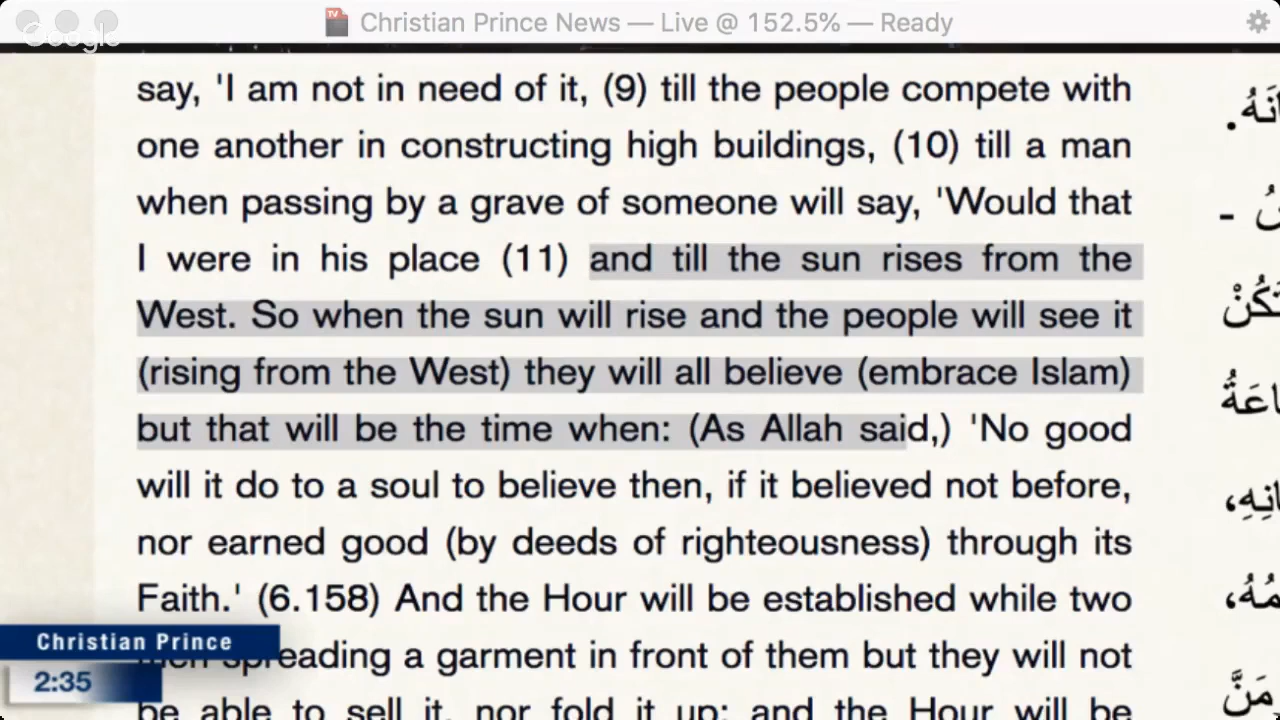 Google
Christian Prince News — Live @ 152.5% — Ready
say, 'I am not in need of it, (9) till the people compete with
one another in constructing high buildings, (10) till a man
when passing by a grave of someone will say, 'Would that
I were in his place (11) and till the sun rises from the
West. So when the sun will rise and the people will see it
(rising from the West) they will all believe (embrace Islam)
but that will be the time when: (As Allah said,) 'No good
will it do to a soul to believe then, if it believed not before,
nor earned good (by deeds of righteousness) through its
Faith.' (6.158) And the Hour will be established while two
men spreading a garment in front of them but they will not
be able to sell it, nor fold it up; and the Hour will be
Christian Prince
2:35